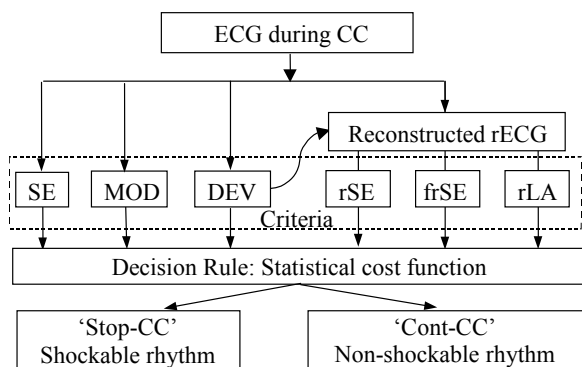 ECG during CC
Reconstructed rECG
SE MOD DEV rSE frSE rLA
Criteria
Decision Rule: Statistical cost function
‘Stop-CC’
Shockable rhythm
‘Cont-CC’
Non-shockable rhythm